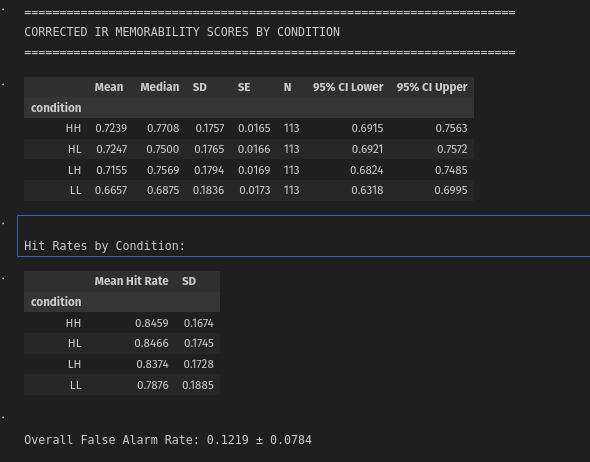 ======================================================================
CORRECTED IR MEMORABILITY SCORES BY CONDITION
======================================================================
Mean Median SD SE N 95% CI Lower 95% CI Upper
condition
HH 0.7239 0.7708 0.1757 0.0165 113 0.6915 0.7563
HL 0.7247 0.7500 0.1765 0.0166 113 0.6921 0.7572
LH 0.7155 0.7569 0.1794 0.0169 113 0.6824 0.7485
LL 0.6657 0.6875 0.1836 0.0173 113 0.6318 0.6995
Hit Rates by Condition:
Mean Hit Rate SD
condition
HH 0.8459 0.1674
HL 0.8466 0.1745
LH 0.8374 0.1728
LL 0.7876 0.1885
Overall False Alarm Rate: 0.1219 ± 0.0784